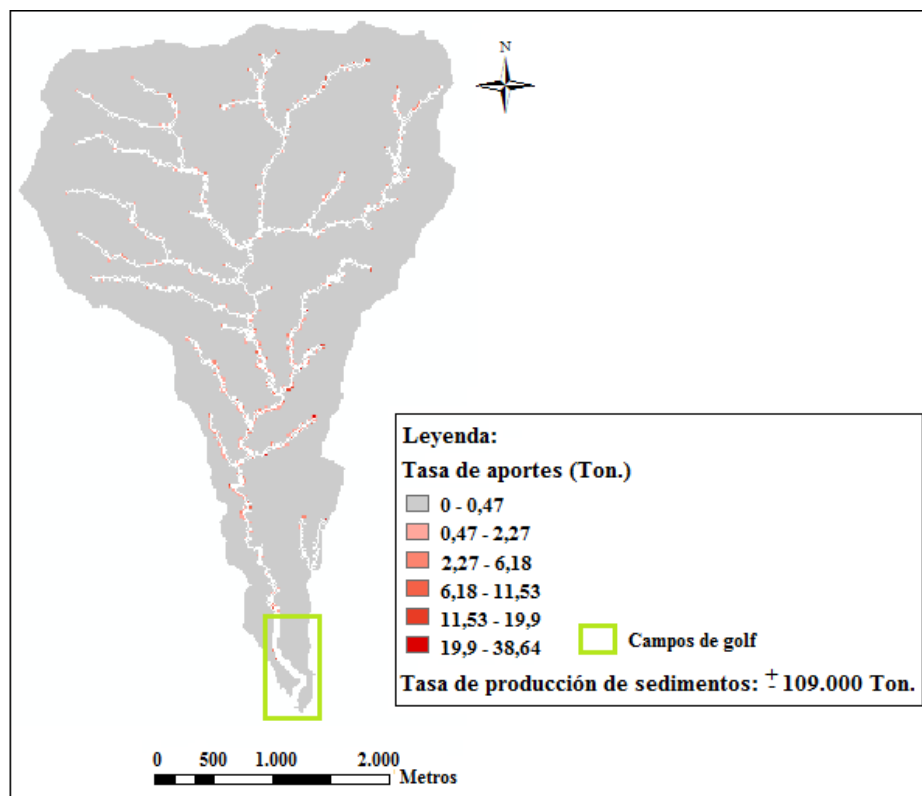 N
Leyenda:
Tasa de aportes (Ton.)
0 - 0,47
0,47 - 2,27
2,27 - 6,18
6,18 - 11,53
11,53 - 19,9
19,9 - 38,64
Campos de golf
Tasa de producción de sedimentos: ± 109.000 Ton.
0 500 1.000 2.000
Metros